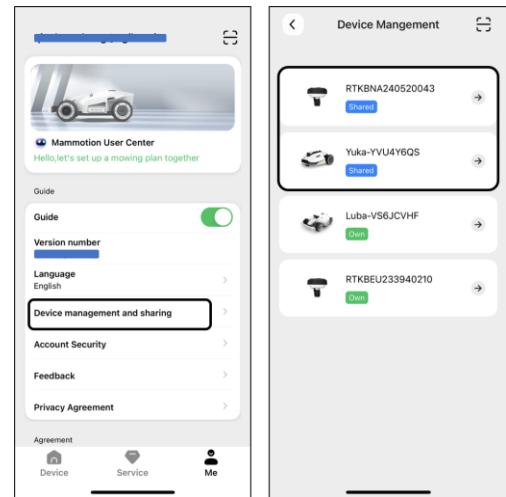 Mammotion User Center
Hello,let's set up a mowing plan together
Guide
Guide
Version number
Language
English
Device management and sharing
Account Security
Feedback
Privacy Agreement
Agreement
Device
Service
Me
Device Mangement
RTKBNA240520043
Shared
Yuka-YVU4Y6QS
Shared
Luba-VS6JCVHF
Own
RTKBEU233940210
Own